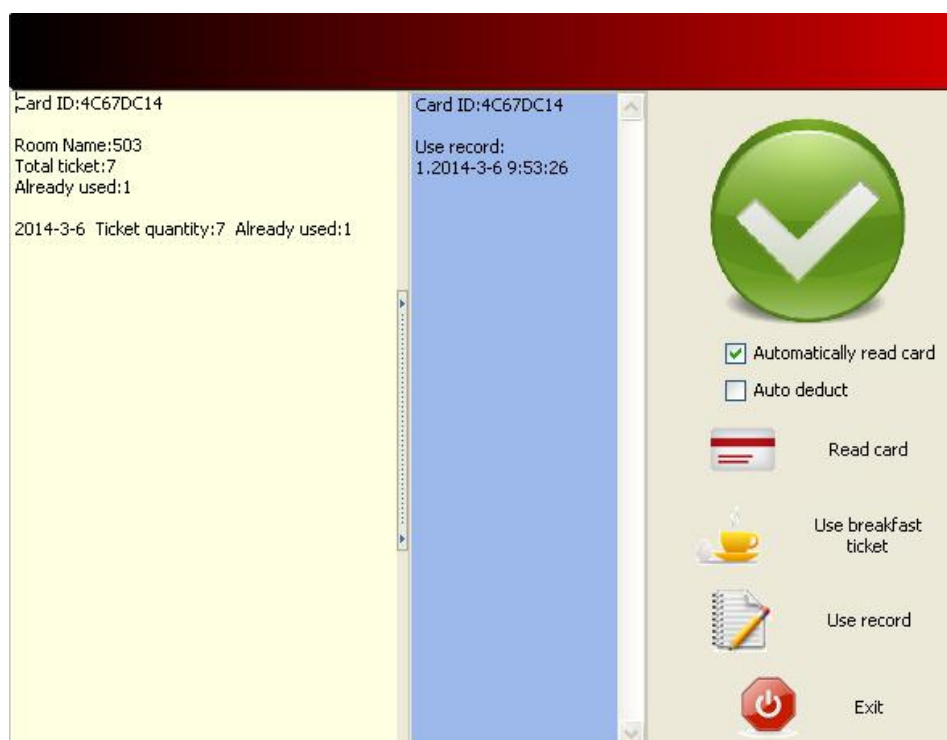 Card ID:4C67DC14
Room Name:503
Total ticket:7
Already used:1
2014-3-6 Ticket quantity:7 Already used:1
Card ID:4C67DC14
Use record:
1.2014-3-6 9:53:26
Automatically read card
Auto deduct
Read card
Use breakfast
ticket
Use record
Exit